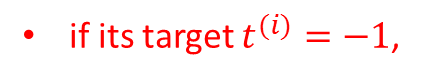 • if its target t⁽ⁱ⁾ = −1,